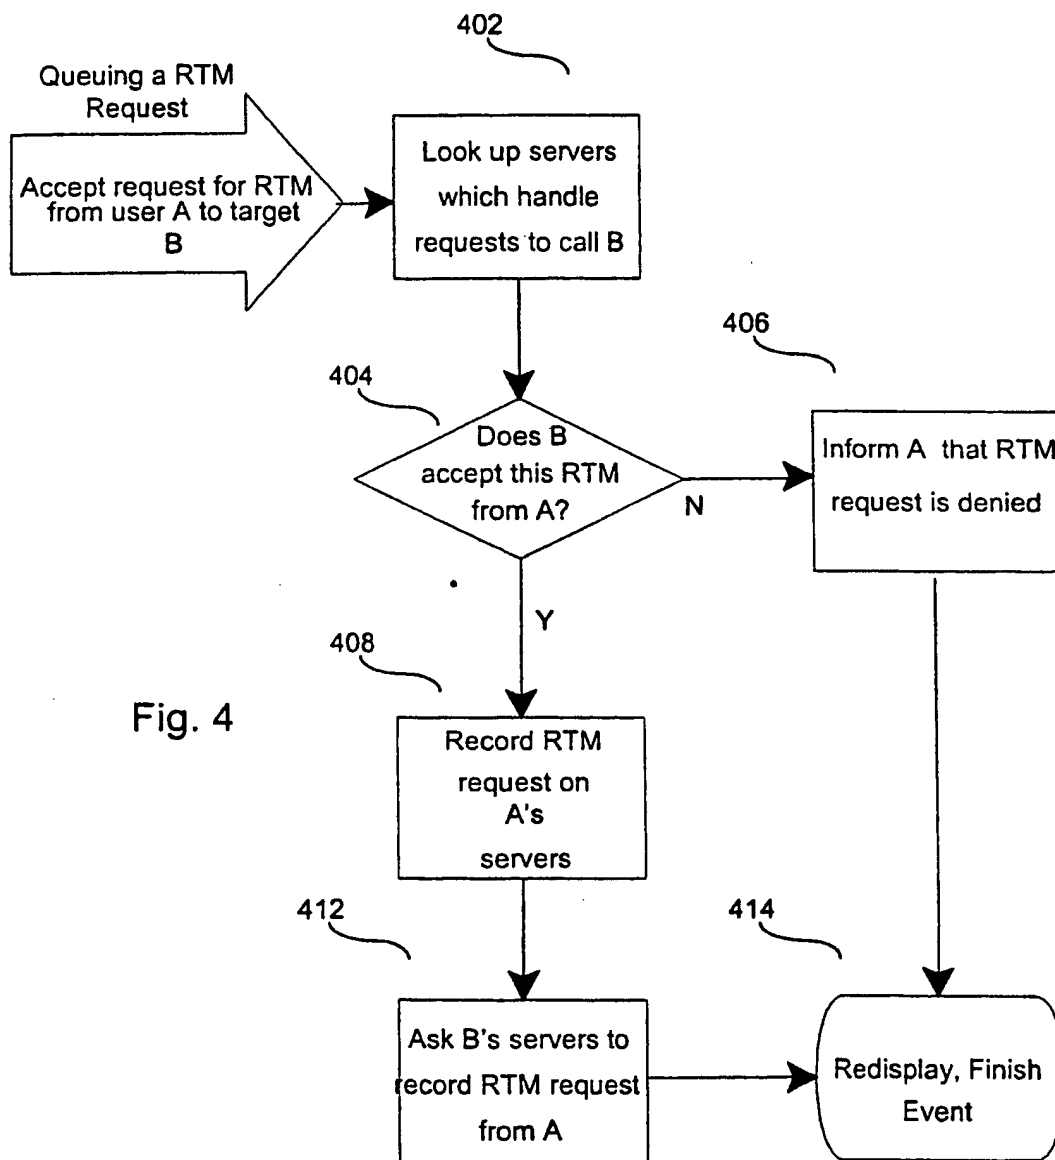 402
Queuing a RTM
Request
Accept request for RTM
from user A to target
B
Look up servers
which handle
requests to call B
406
404
Does B
accept this RTM
from A?
N
Inform A that RTM
request is denied
Y
408
Fig. 4
Record RTM
request on
A's
servers
412
414
Ask B's servers to
record RTM request
from A
Redisplay, Finish
Event